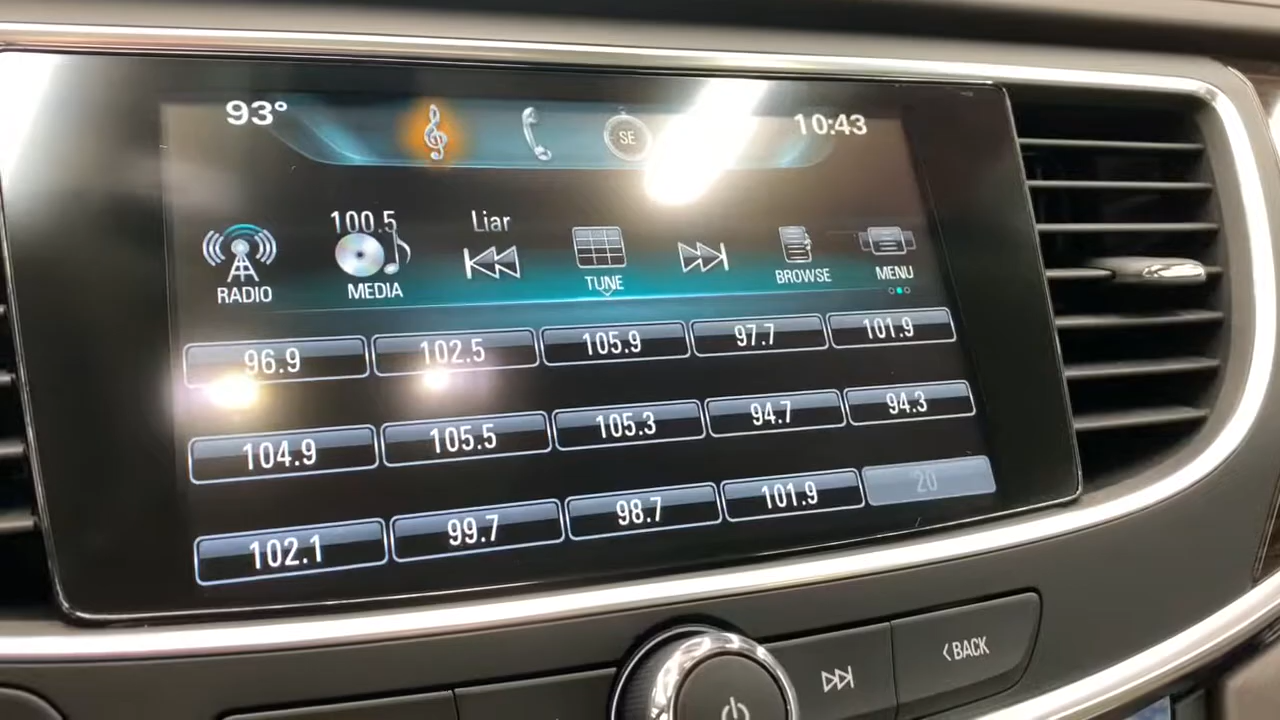 93° SE 10:43
100.5 Liar
RADIO MEDIA TUNE BROWSE MENU
96.9 102.5 105.9 97.7 101.9
104.9 105.5 105.3 94.7 94.3
102.1 99.7 98.7 101.9 20
BACK